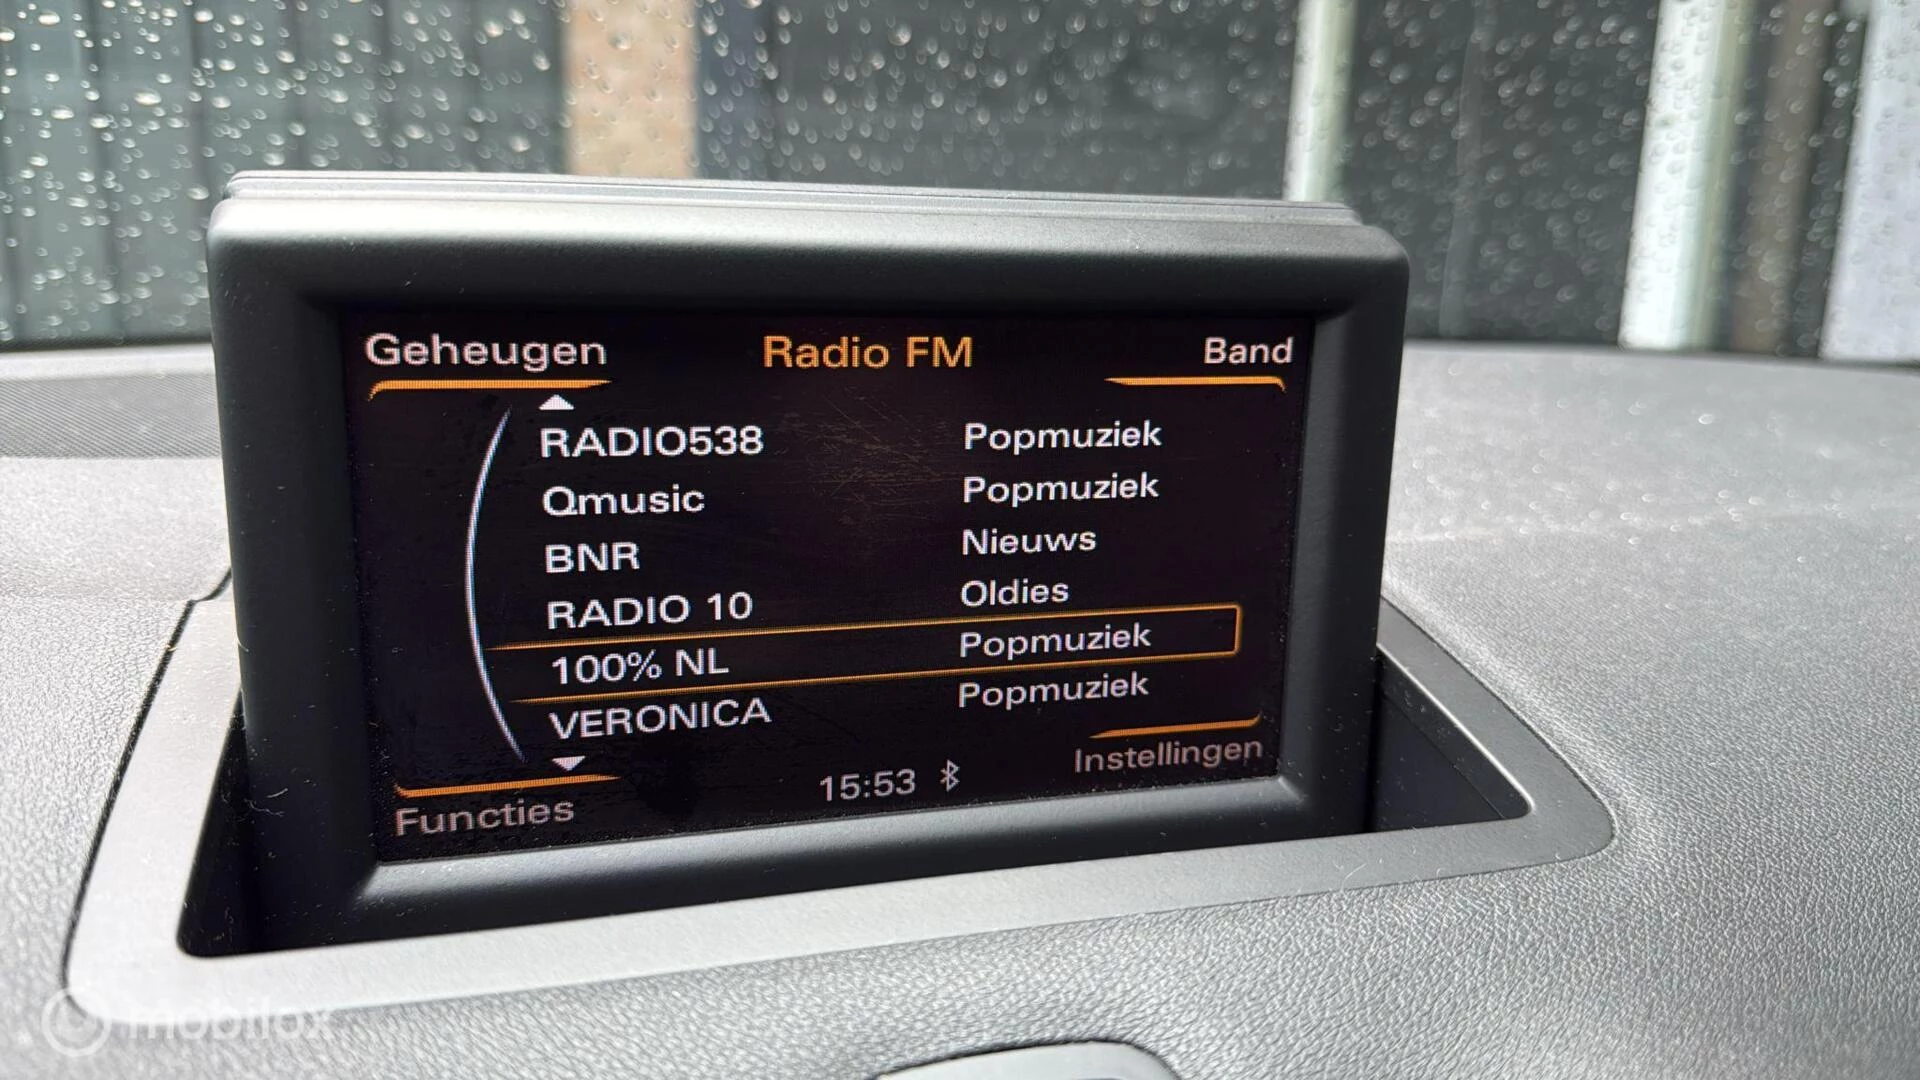 Geheugen Radio FM Band
RADIO538 Popmuziek
Qmusic Popmuziek
BNR Nieuws
RADIO 10 Oldies
100% NL Popmuziek
VERONICA Popmuziek
Functies 15:53 Instellingen
mobilox